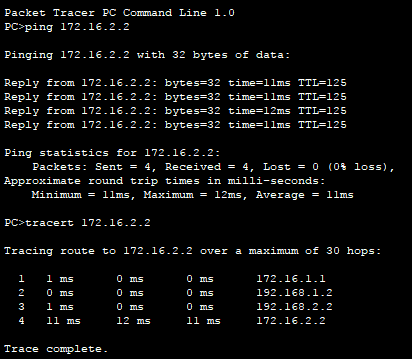 Packet Tracer PC Command Line 1.0
PC>ping 172.16.2.2
Pinging 172.16.2.2 with 32 bytes of data:
Reply from 172.16.2.2: bytes=32 time=11ms TTL=125
Reply from 172.16.2.2: bytes=32 time=11ms TTL=125
Reply from 172.16.2.2: bytes=32 time=12ms TTL=125
Reply from 172.16.2.2: bytes=32 time=11ms TTL=125
Ping statistics for 172.16.2.2:
Packets: Sent = 4, Received = 4, Lost = 0 (0% loss),
Approximate round trip times in milli-seconds:
Minimum = 11ms, Maximum = 12ms, Average = 11ms
PC>tracert 172.16.2.2
Tracing route to 172.16.2.2 over a maximum of 30 hops:
1 1 ms 0 ms 0 ms 172.16.1.1
2 0 ms 0 ms 0 ms 192.168.1.2
3 1 ms 0 ms 0 ms 192.168.2.2
4 11 ms 12 ms 11 ms 172.16.2.2
Trace complete.